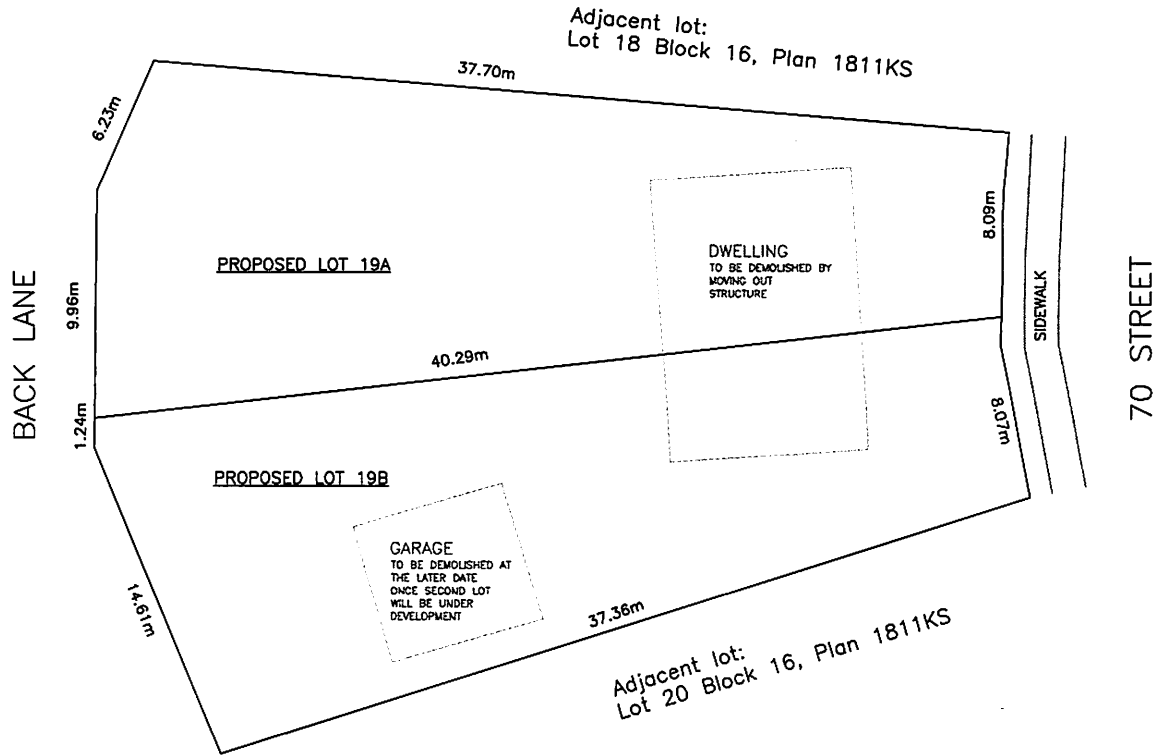 Adjacent lot:
Lot 18 Block 16, Plan 1811KS
37.70m
6.23m
8.09m
DWELLING
TO BE DEMOLISHED BY
MOVING OUT
STRUCTURE
PROPOSED LOT 19A
BACK LANE
9.96m
SIDEWALK
70 STREET
40.29m
1.24m
8.07m
PROPOSED LOT 19B
GARAGE
TO BE DEMOLISHED AT
THE LATER DATE
ONCE SECOND LOT
WILL BE UNDER
DEVELOPMENT
14.61m
37.36m
Adjacent lot:
Lot 20 Block 16, Plan 1811KS